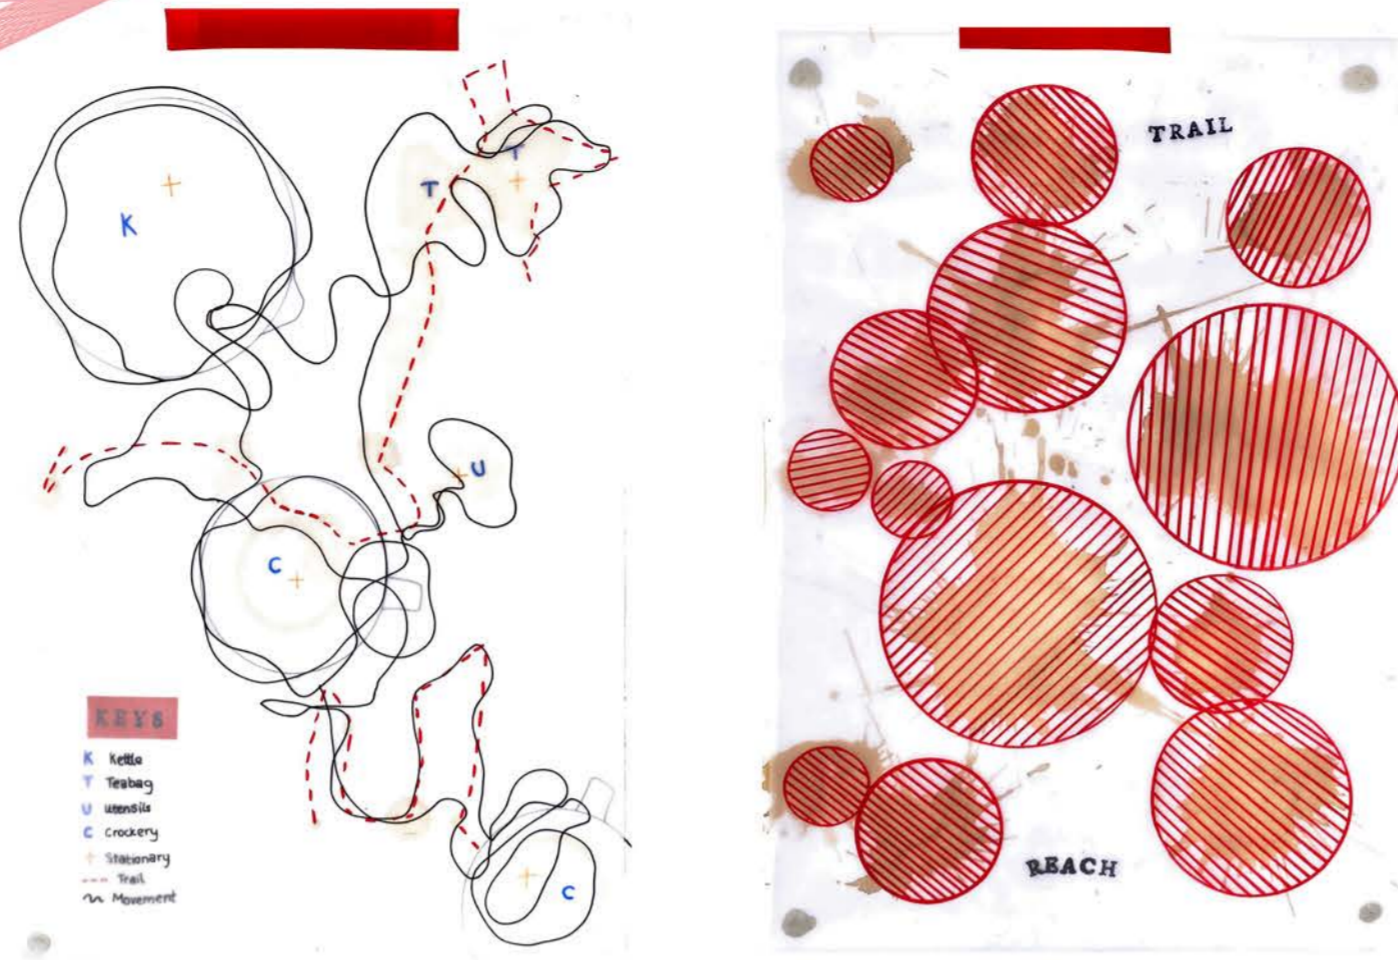 K
T
T
U
C
C
KEYS
K Kettle
T Teabag
U utensils
C Crockery
+ Stationary
Trail
Movement
TRAIL
REACH